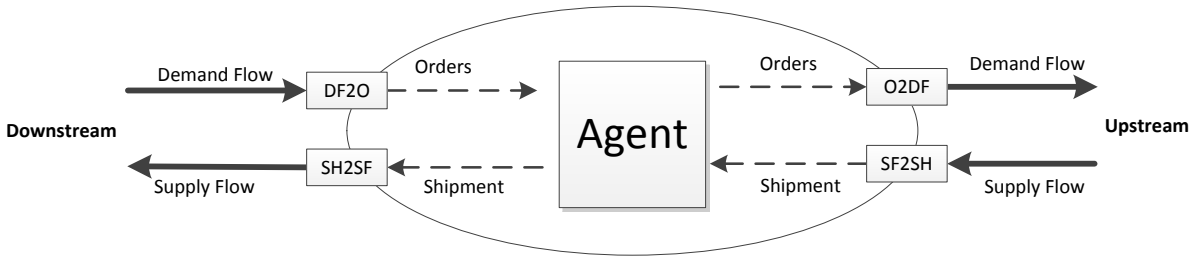 Demand Flow
Orders
Orders
Demand Flow
DF2O
O2DF
Downstream
Agent
Upstream
SH2SF
SF2SH
Supply Flow
Shipment
Shipment
Supply Flow